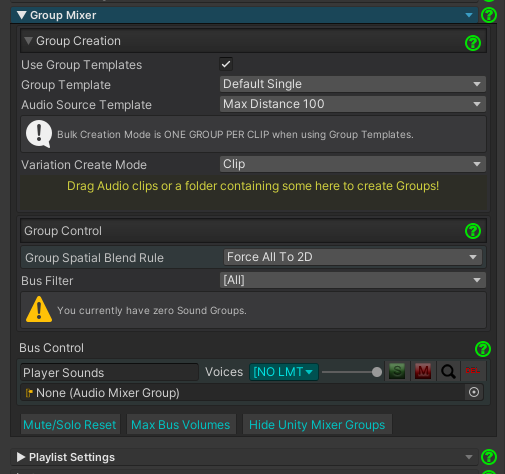 Group Mixer
Group Creation
Use Group Templates
Group Template Default Single
Audio Source Template Max Distance 100
Bulk Creation Mode is ONE GROUP PER CLIP when using Group Templates.
Variation Create Mode Clip
Drag Audio clips or a folder containing some here to create Groups!
Group Control
Group Spatial Blend Rule Force All To 2D
Bus Filter [All]
You currently have zero Sound Groups.
Bus Control
Player Sounds Voices [NO LMT S M
None (Audio Mixer Group)
Mute/Solo Reset Max Bus Volumes Hide Unity Mixer Groups
Playlist Settings